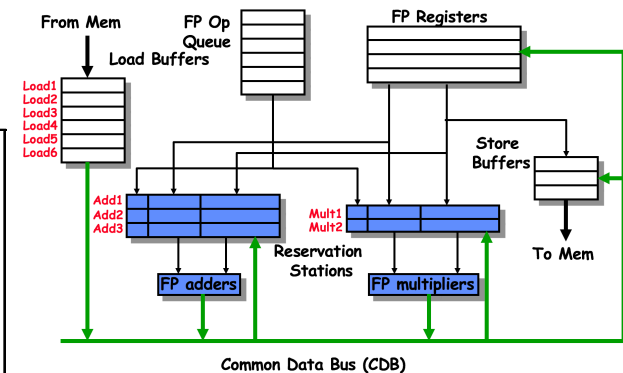 From Mem
FP Op
Queue
FP Registers
Load Buffers
Load1
Load2
Load3
Load4
Load5
Load6
Store
Buffers
Add1
Add2
Add3
Mult1
Mult2
Reservation
Stations
To Mem
FP adders
FP multipliers
Common Data Bus (CDB)